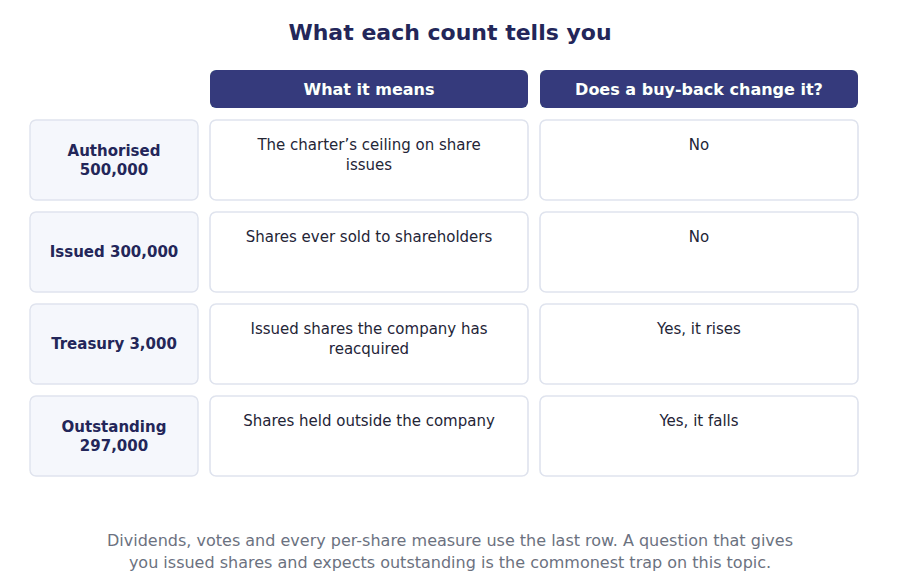 What each count tells you
What it means
Does a buy-back change it?
Authorised
500,000
The charter’s ceiling on share
issues
No
Issued 300,000
Shares ever sold to shareholders
No
Treasury 3,000
Issued shares the company has
reacquired
Yes, it rises
Outstanding
297,000
Shares held outside the company
Yes, it falls
Dividends, votes and every per-share measure use the last row. A question that gives
you issued shares and expects outstanding is the commonest trap on this topic.